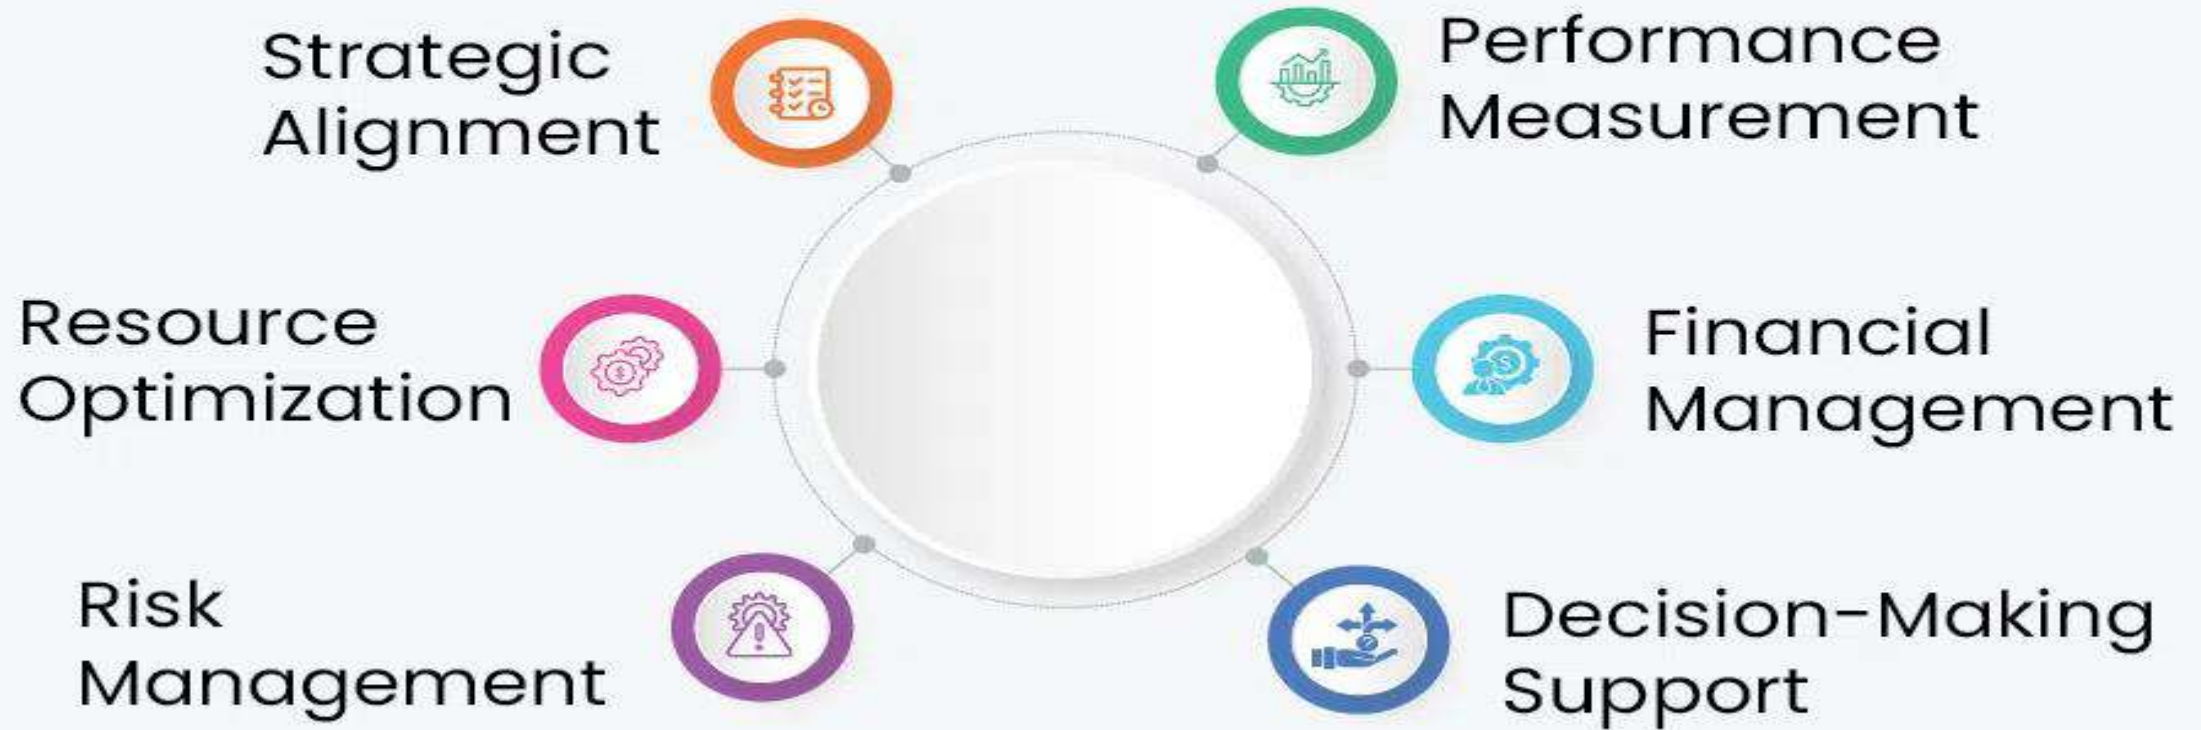 Strategic
Alignment
Performance
Measurement
Resource
Optimization
Financial
Management
Risk
Management
Decision-Making
Support